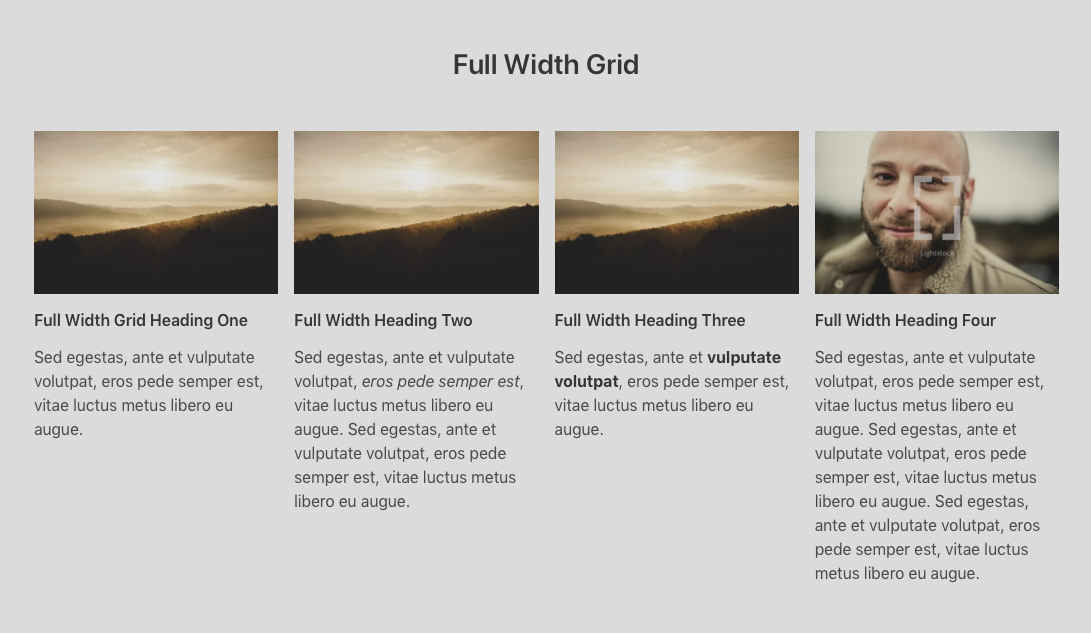 Full Width Grid
Lightstock
Full Width Grid Heading One
Sed egestas, ante et vulputate
volutpat, eros pede semper est,
vitae luctus metus libero eu
augue.
Full Width Heading Two
Sed egestas, ante et vulputate
volutpat, eros pede semper est,
vitae luctus metus libero eu
augue. Sed egestas, ante et
vulputate volutpat, eros pede
semper est, vitae luctus metus
libero eu augue.
Full Width Heading Three
Sed egestas, ante et vulputate
volutpat, eros pede semper est,
vitae luctus metus libero eu
augue.
Full Width Heading Four
Sed egestas, ante et vulputate
volutpat, eros pede semper est,
vitae luctus metus libero eu
augue. Sed egestas, ante et
vulputate volutpat, eros pede
semper est, vitae luctus metus
libero eu augue. Sed egestas,
ante et vulputate volutpat, eros
pede semper est, vitae luctus
metus libero eu augue.